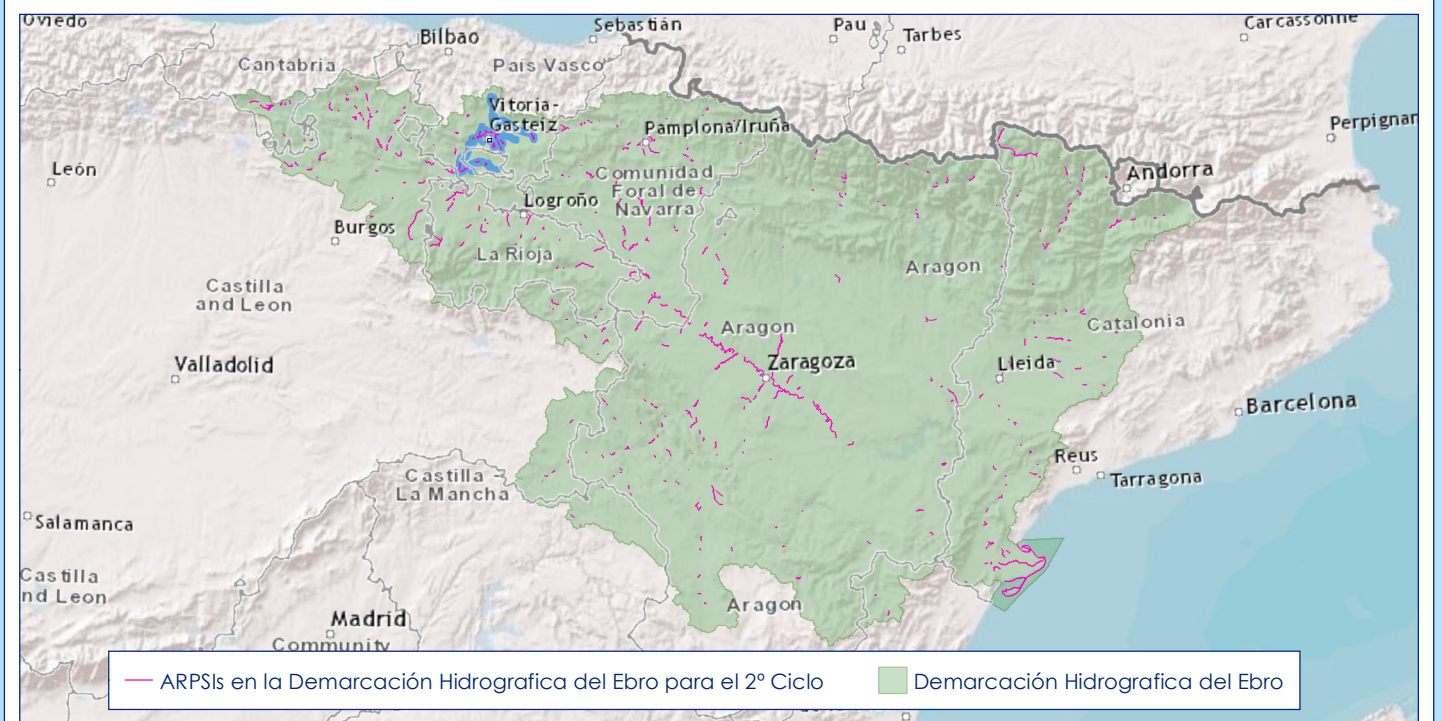 Oviedo
Sebastián
Pau
Carcassonne
Bilbao
Tarbes
Cantabria
País Vasco
Vitoria-
Gasteiz
Pamplona/Iruña
Perpignan
León
Andorra
Comunidad
Foral de
Navarra
Logroño
Burgos
La Rioja
Aragon
Castilla
and Leon
Aragon
Catalonia
Valladolid
Zaragoza
Lleida
Barcelona
Reus
Castilla
La Mancha
Tarragona
Salamanca
Castilla
nd Leon
Aragon
Madrid
Community
ARPSIs en la Demarcación Hidrografica del Ebro para el 2º Ciclo
Demarcación Hidrografica del Ebro